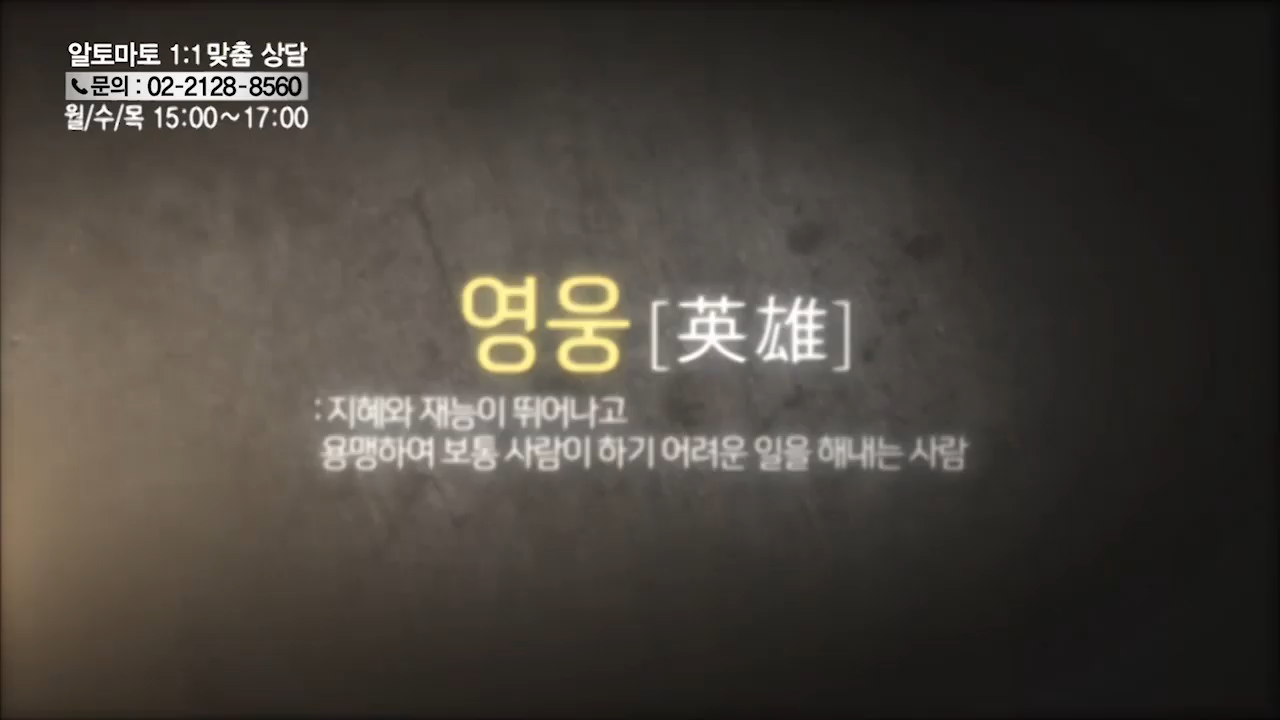 알토마토 1:1 맞춤 상담
문의 : 02-2128-8560
월/수/목 15:00~17:00
영웅 [英雄]
: 지혜와 재능이 뛰어나고
용맹하여 보통 사람이 하기 어려운 일을 해내는 사람